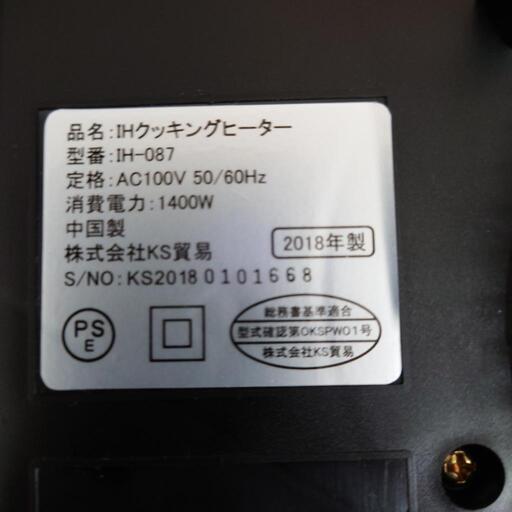 品名:IHクッキングヒーター
型番:IH-087
定格:AC100V 50/60Hz
消費電力:1400W
中国製
株式会社KS貿易
2018年製
S/NO:KS2018 0101668
PS
E
総務書基準適合
型式確認第OKSPW01号
株式会社KS貿易